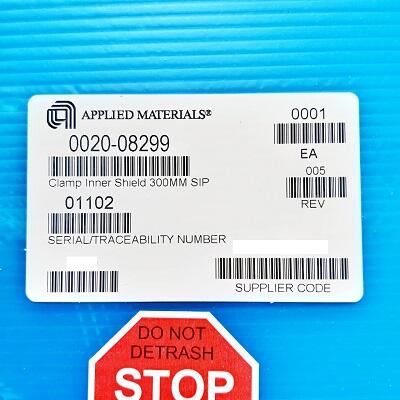 APPLIED MATERIALS®
0020-08299
Clamp Inner Shield 300MM SIP
0001
EA
005
REV
01102
SERIAL/TRACEABILITY NUMBER
SUPPLIER CODE
DO NOT
DETRASH
STOP